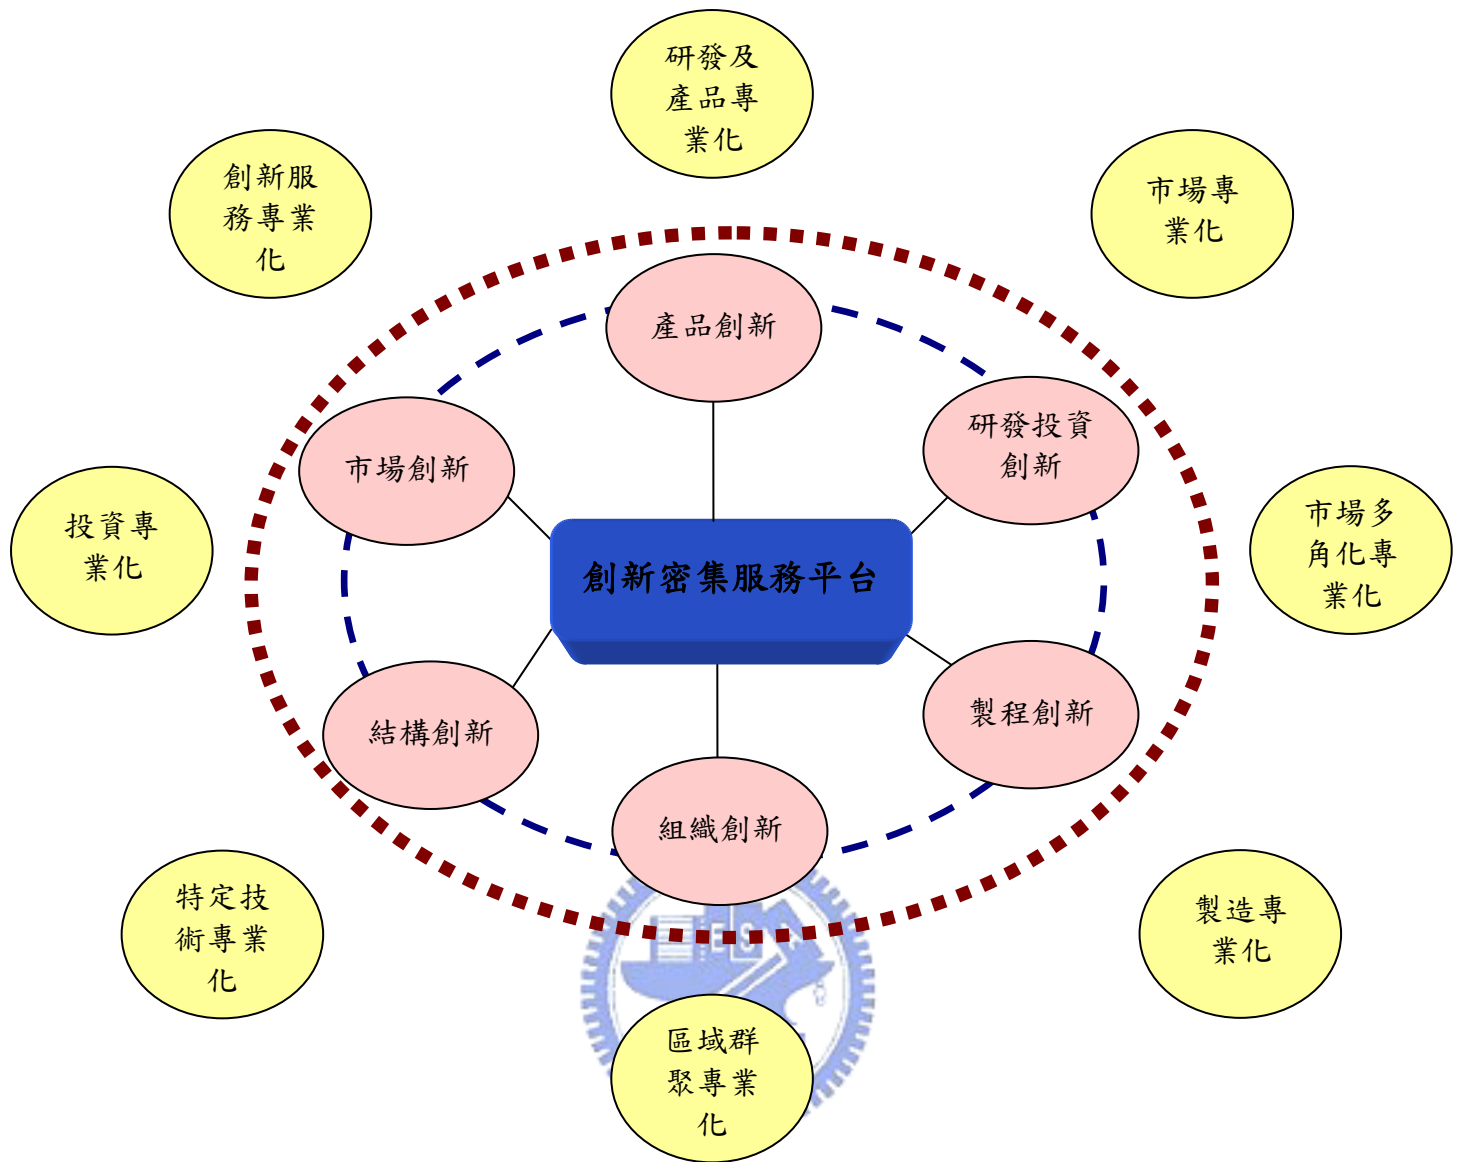 研發及
產品專
業化
創新服
務專業
化
市場專
業化
產品創新
研發投資
創新
市場創新
投資專
業化
市場多
角化專
業化
創新密集服務平台
製程創新
結構創新
組織創新
特定技
術專業
化
製造專
業化
ES
區域群
聚專業
化